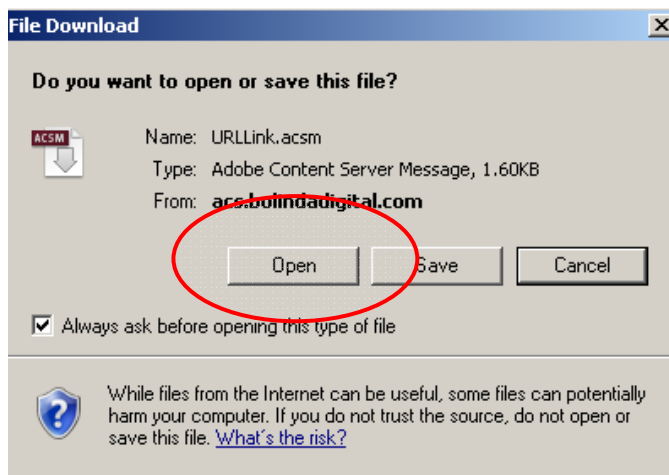 File Download
Do you want to open or save this file?
ACSM
Name: URLLink.acsm
Type: Adobe Content Server Message, 1.60KB
From: acs.bolindadigital.com
Open Save Cancel
Always ask before opening this type of file
While files from the Internet can be useful, some files can potentially
harm your computer. If you do not trust the source, do not open or
save this file. What's the risk?